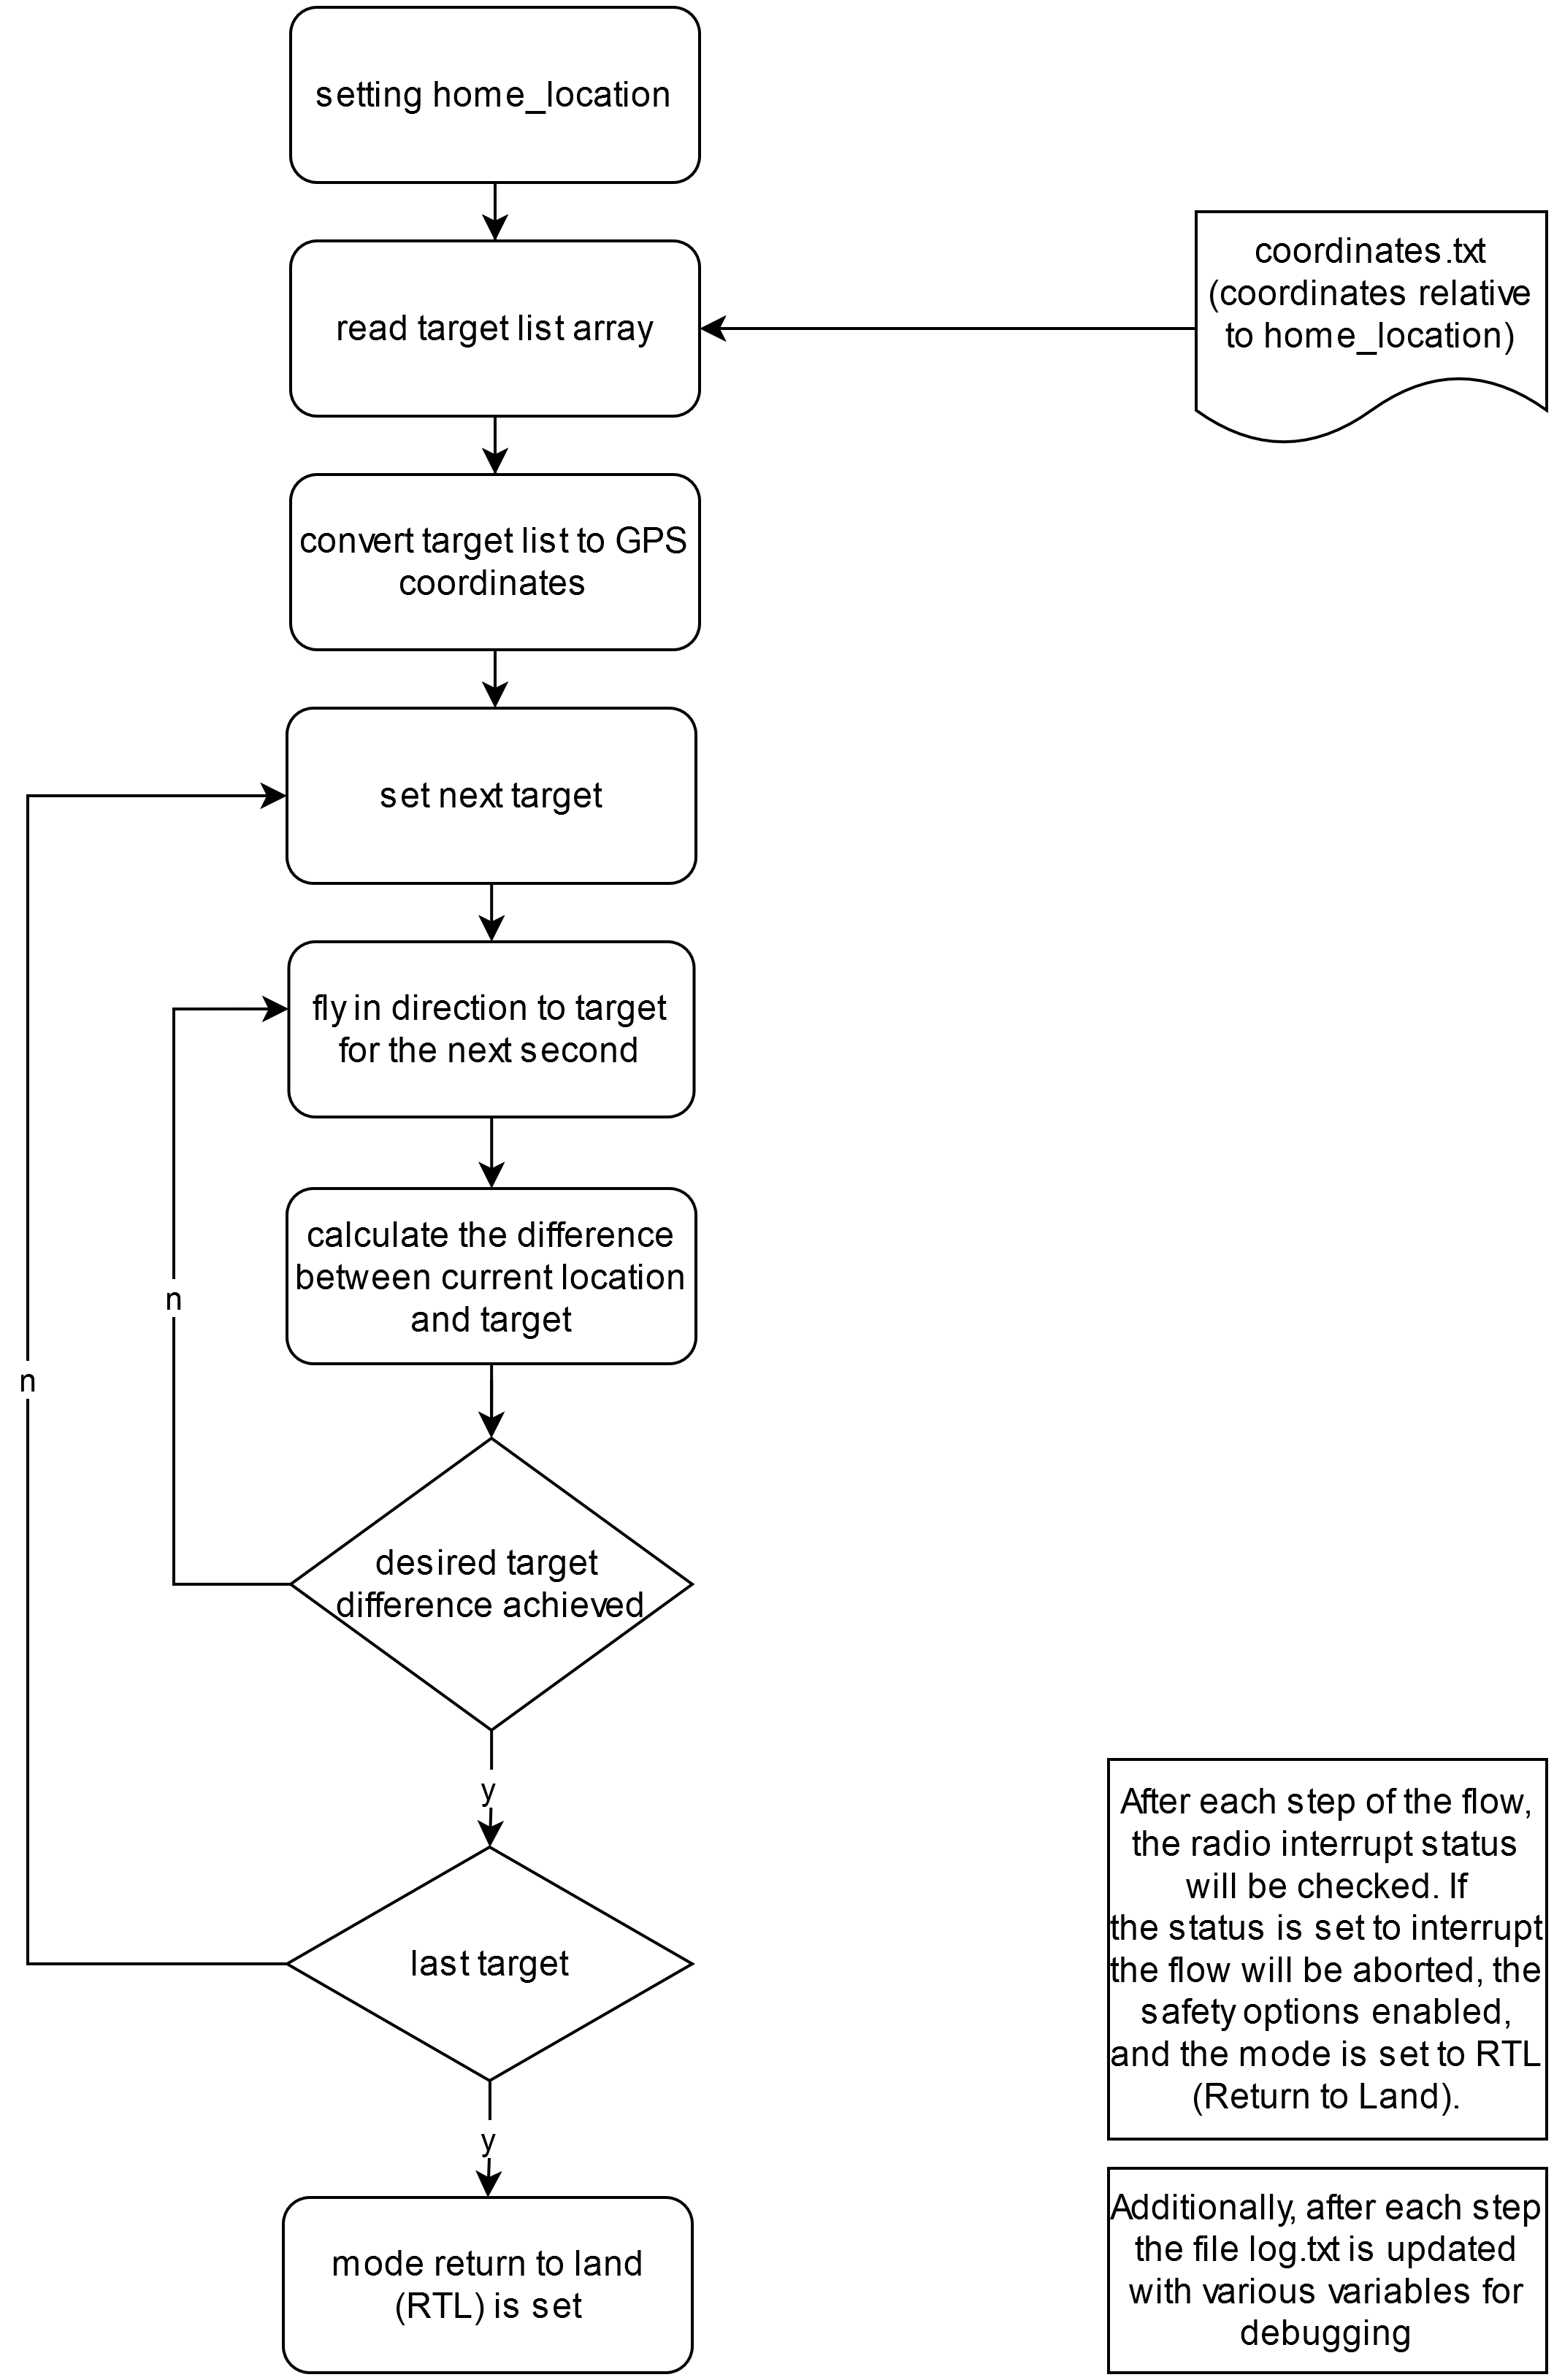 setting home_location
coordinates.txt
(coordinates relative
to home_location)
read target list array
convert target list to GPS
coordinates
set next target
fly in direction to target
for the next second
calculate the difference
between current location
and target
n
n
desired target
difference achieved
y
last target
After each step of the flow,
the radio interrupt status
will be checked. If
the status is set to interrupt
the flow will be aborted, the
safety options enabled,
and the mode is set to RTL
(Return to Land).
y
mode return to land
(RTL) is set
Additionally, after each step
the file log.txt is updated
with various variables for
debugging